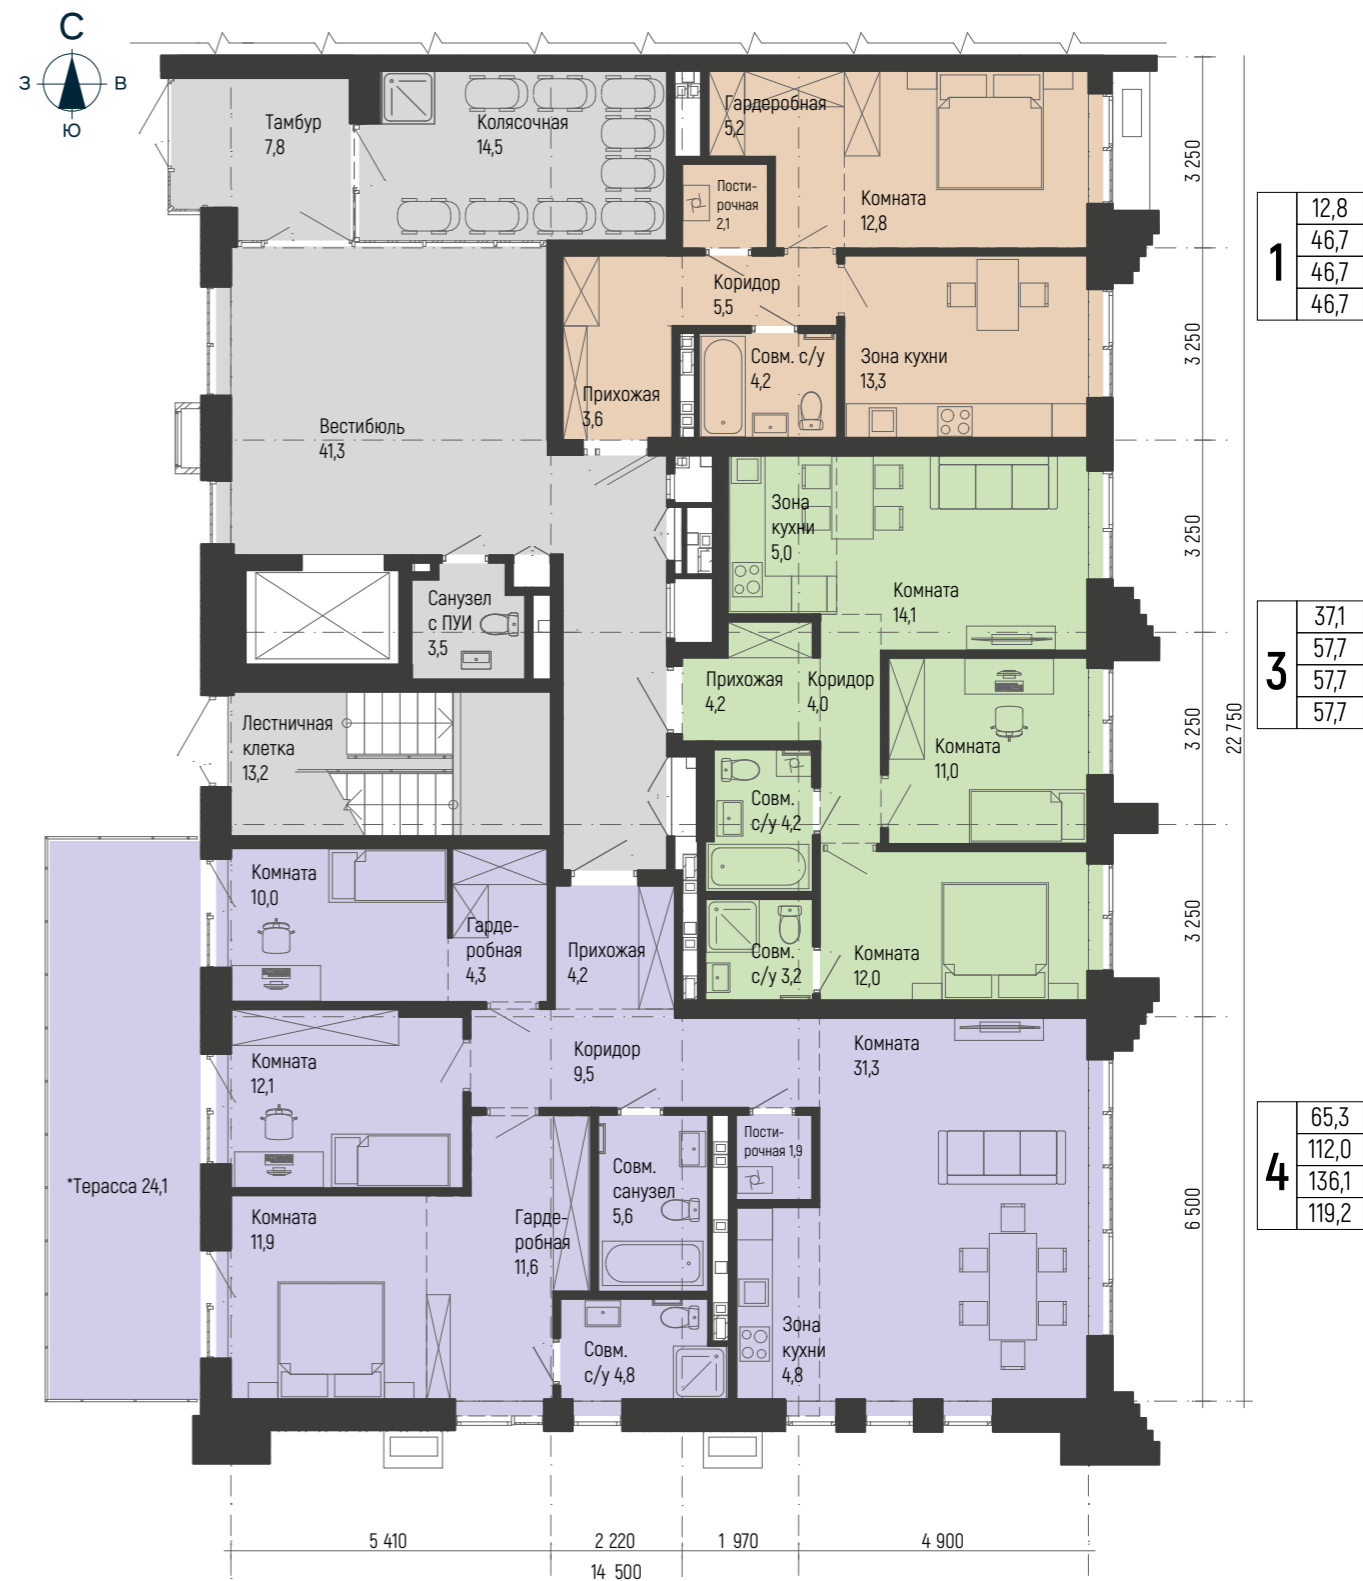 С
З
В
Ю
Тамбур
7,8
Колясочная
14,5
Гардеробная
5,2
Пости-
рочная
2,1
Комната
12,8
Коридор
5,5
Совм. с/у
4,2
Зона кухни
13,3
Прихожая
3,6
Вестибюль
41,3
1
12,8
46,7
46,7
46,7
3 250
3 250
3 250
3 250
3 250
6 500
22 750
Зона
кухни
5,0
Комната
14,1
Санузел
с ПУИ
3,5
Прихожая
4,2
Коридор
4,0
Комната
11,0
Лестничная
клетка
13,2
Совм.
с/у 4,2
Совм.
с/у 3,2
Комната
12,0
3
37,1
57,7
57,7
57,7
Комната
10,0
Гарде-
робная
4,3
Прихожая
4,2
Комната
12,1
Коридор
9,5
Комната
31,3
Пости-
рочная 1,9
Совм.
санузел
5,6
*Терасса 24,1
Комната
11,9
Гарде-
робная
11,6
Совм.
с/у 4,8
Зона
кухни
4,8
4
65,3
112,0
136,1
119,2
5 410
2 220
1 970
4 900
14 500